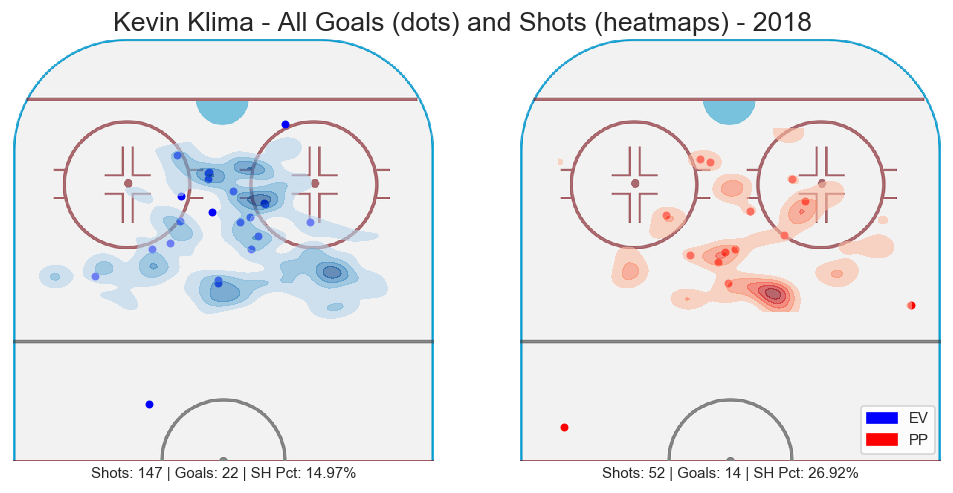 Kevin Klima - All Goals (dots) and Shots (heatmaps) - 2018
EV
PP
Shots: 147 | Goals: 22 | SH Pct: 14.97%
Shots: 52 | Goals: 14 | SH Pct: 26.92%